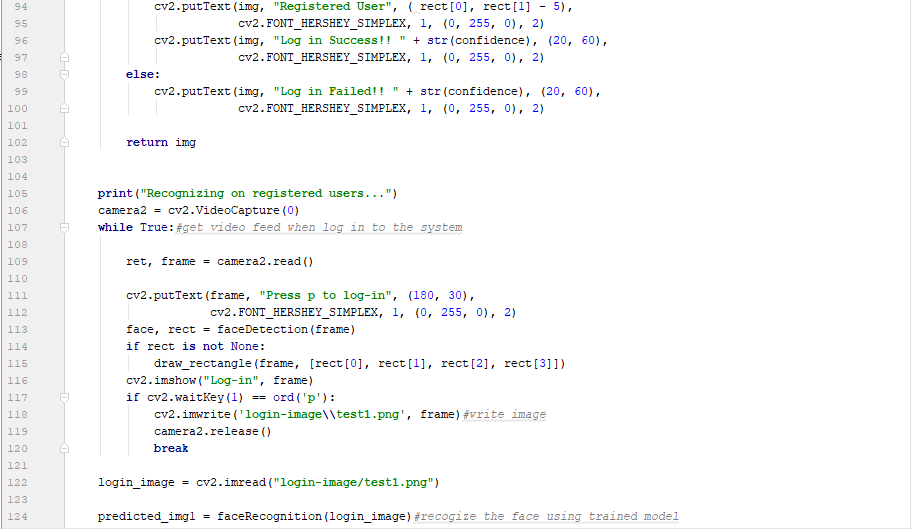 94 cv2.putText(img, "Registered User", ( rect[0], rect[1] - 5),
95 cv2.FONT_HERSHEY_SIMPLEX, 1, (0, 255, 0), 2)
96 cv2.putText(img, "Log in Success!! " + str(confidence), (20, 60),
97 cv2.FONT_HERSHEY_SIMPLEX, 1, (0, 255, 0), 2)
98 else:
99 cv2.putText(img, "Log in Failed!! " + str(confidence), (20, 60),
100 cv2.FONT_HERSHEY_SIMPLEX, 1, (0, 255, 0), 2)
101
102 return img
103
104
105 print("Recognizing on registered users...")
106 camera2 = cv2.VideoCapture(0)
107 while True:#get video feed when log in to the system
108
109 ret, frame = camera2.read()
110
111 cv2.putText(frame, "Press p to log-in", (180, 30),
112 cv2.FONT_HERSHEY_SIMPLEX, 1, (0, 255, 0), 2)
113 face, rect = faceDetection(frame)
114 if rect is not None:
115 draw_rectangle(frame, [rect[0], rect[1], rect[2], rect[3]])
116 cv2.imshow("Log-in", frame)
117 if cv2.waitKey(1) == ord('p'):
118 cv2.imwrite('login-image\\test1.png', frame)#write image
119 camera2.release()
120 break
121
122 login_image = cv2.imread("login-image/test1.png")
123
124 predicted_img1 = faceRecognition(login_image)#recogize the face using trained model